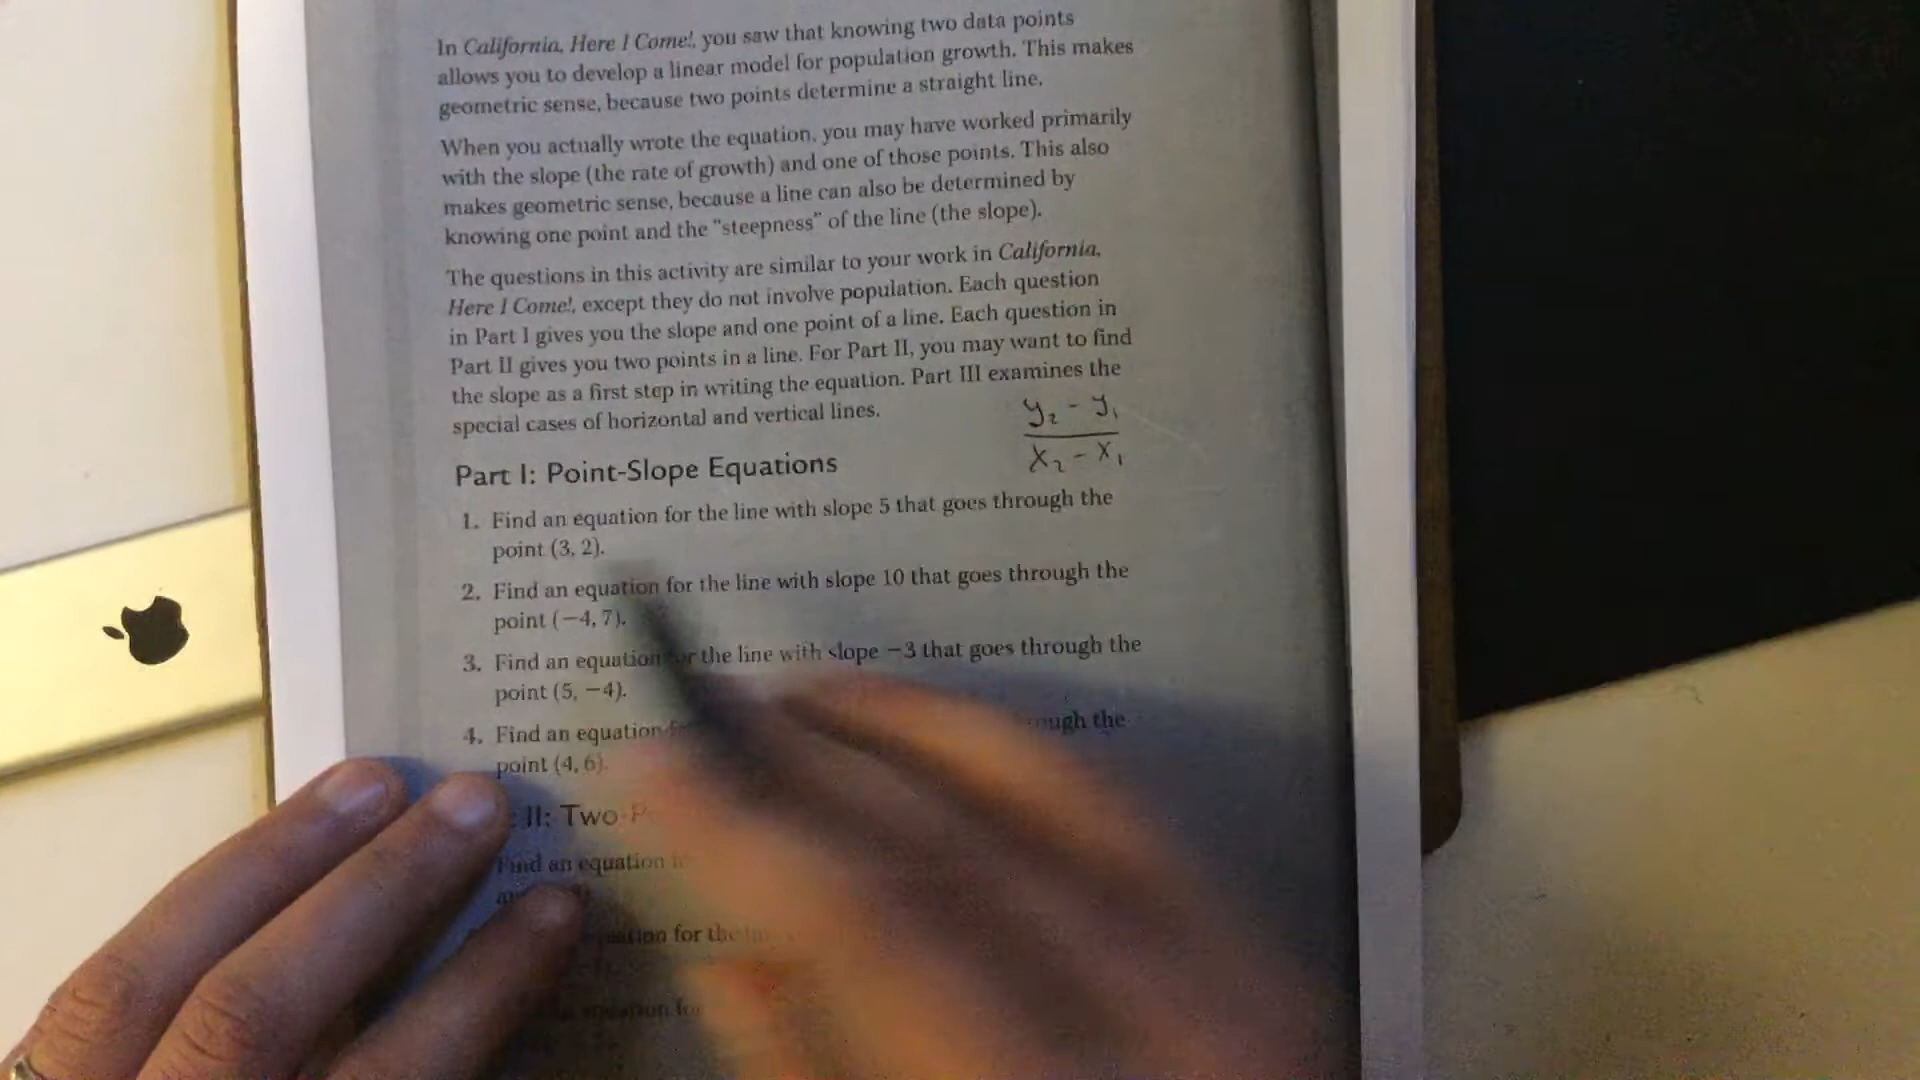 In California, Here I Come!, you saw that knowing two data points
allows you to develop a linear model for population growth. This makes
geometric sense, because two points determine a straight line.
When you actually wrote the equation, you may have worked primarily
with the slope (the rate of growth) and one of those points. This also
makes geometric sense, because a line can also be determined by
knowing one point and the "steepness" of the line (the slope).
The questions in this activity are similar to your work in California,
Here I Come!, except they do not involve population. Each question
in Part I gives you the slope and one point of a line. Each question in
Part II gives you two points in a line. For Part II, you may want to find
the slope as a first step in writing the equation. Part III examines the
special cases of horizontal and vertical lines.
y₂ - y₁
x₂ - x₁
Part I: Point-Slope Equations
1. Find an equation for the line with slope 5 that goes through the
point (3, 2).
2. Find an equation for the line with slope 10 that goes through the
point (−4, 7).
3. Find an equation for the line with slope −3 that goes through the
point (5, −4).
4. Find an equation the
point (4, 6).
II: Two
Find an equation
for the